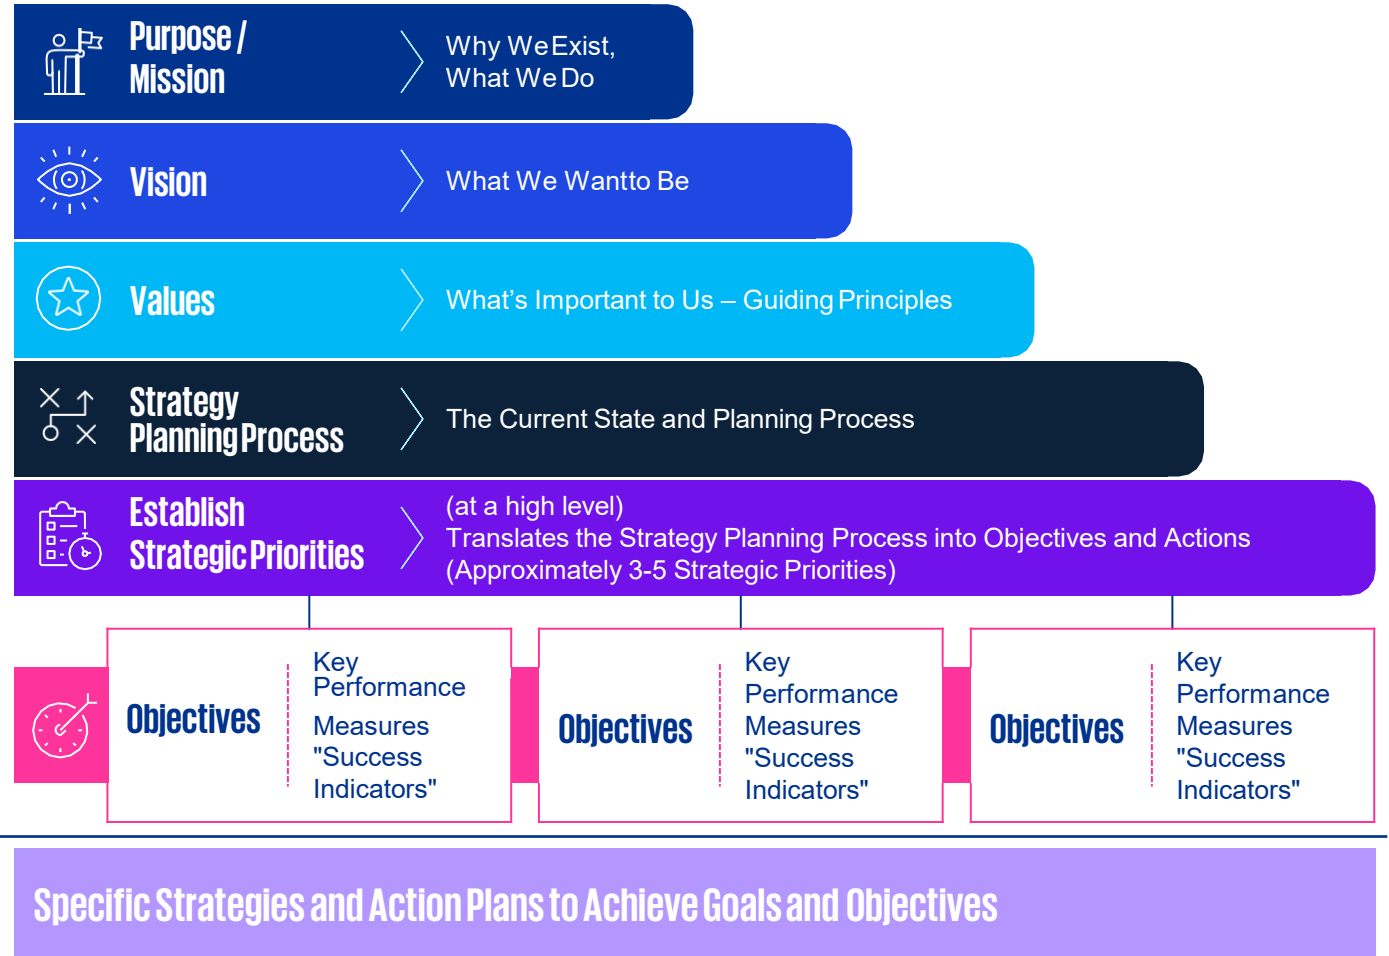 Purpose /
Mission
Why We Exist,
What We Do
Vision
What We Wantto Be
Values
What's Important to Us – Guiding Principles
Strategy
Planning Process
The Current State and Planning Process
Establish
Strategic Priorities
(at a high level)
Translates the Strategy Planning Process into Objectives and Actions
(Approximately 3-5 Strategic Priorities)
Objectives
Key
Performance
Measures
"Success
Indicators"
Objectives
Key
Performance
Measures
"Success
Indicators"
Objectives
Key
Performance
Measures
"Success
Indicators"
Specific Strategies and Action Plans to Achieve Goals and Objectives